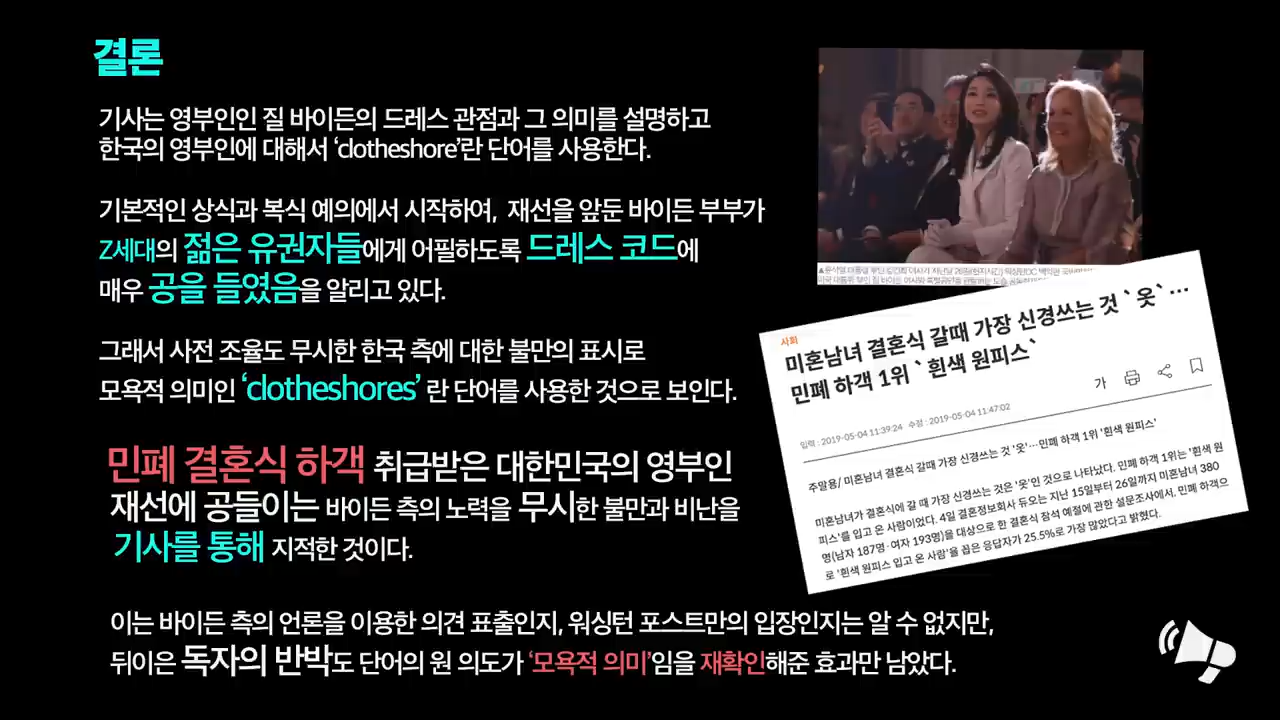 결론
기사는 영부인인 질 바이든의 드레스 관점과 그 의미를 설명하고
한국의 영부인에 대해서 ‘clotheshore’란 단어를 사용한다.
기본적인 상식과 복식 예의에서 시작하여, 재선을 앞둔 바이든 부부가
Z세대의 젊은 유권자들에게 어필하도록 드레스 코드에
매우 공을 들였음을 알리고 있다.
그래서 사전 조율도 무시한 한국 측에 대한 불만의 표시로
모욕적 의미인 ‘clotheshores’ 란 단어를 사용한 것으로 보인다.
민폐 결혼식 하객 취급받은 대한민국의 영부인
재선에 공들이는 바이든 측의 노력을 무시한 불만과 비난을
기사를 통해 지적한 것이다.
이는 바이든 측의 언론을 이용한 의견 표출인지, 워싱턴 포스트만의 입장인지는 알 수 없지만,
뒤이은 독자의 반박도 단어의 원 의도가 ‘모욕적 의미’임을 재확인해준 효과만 남았다.
사회
미혼남녀 결혼식 갈때 가장 신경쓰는 것 `옷`…
민폐 하객 1위 `흰색 원피스`
가
입력 : 2019-05-04 11:39:24 수정 : 2019-05-04 11:47:02
주말용/ 미혼남녀 결혼식 갈때 가장 신경쓰는 것 '옷'…민폐 하객 1위 '흰색 원피스'
미혼남녀가 결혼식에 갈 때 가장 신경쓰는 것은 '옷'인 것으로 나타났다. 민폐 하객 1위는 '흰색 원
피스'를 입고 온 사람이었다. 4일 결혼정보회사 듀오는 지난 15일부터 26일까지 미혼남녀 380
명(남자 187명·여자 193명)을 대상으로 한 결혼식 참석 예절에 관한 설문조사에서, 민폐 하객으
로 '흰색 원피스 입고 온 사람'을 꼽은 응답자가 25.5%로 가장 많았다고 밝혔다.